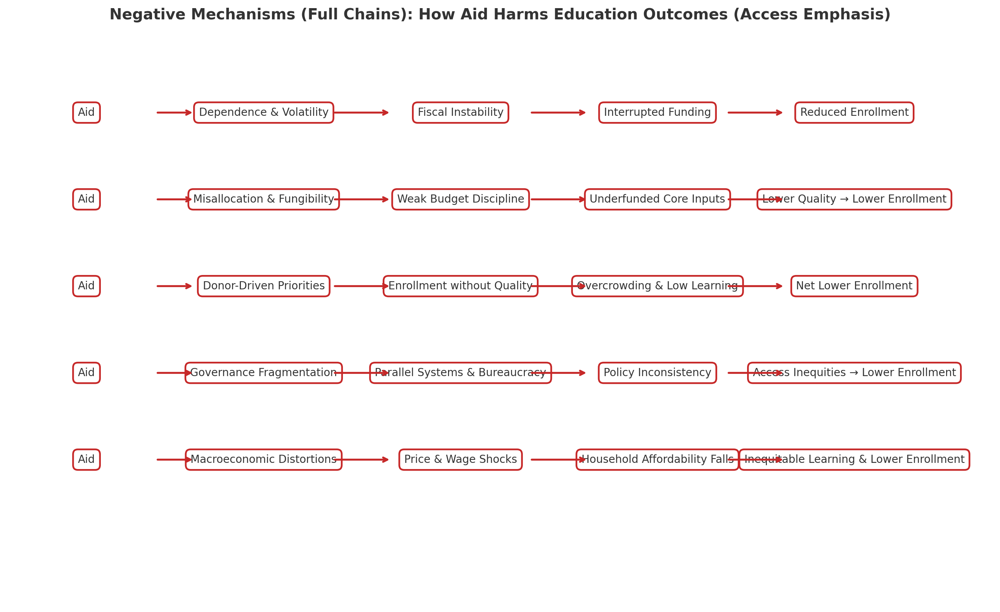 Negative Mechanisms (Full Chains): How Aid Harms Education Outcomes (Access Emphasis)
Aid
Dependence & Volatility
Fiscal Instability
Interrupted Funding
Reduced Enrollment
Aid
Misallocation & Fungibility
Weak Budget Discipline
Underfunded Core Inputs
Lower Quality → Lower Enrollment
Aid
Donor-Driven Priorities
Enrollment without Quality
Overcrowding & Low Learning
Net Lower Enrollment
Aid
Governance Fragmentation
Parallel Systems & Bureaucracy
Policy Inconsistency
Access Inequities → Lower Enrollment
Aid
Macroeconomic Distortions
Price & Wage Shocks
Household Affordability Falls
Inequitable Learning & Lower Enrollment